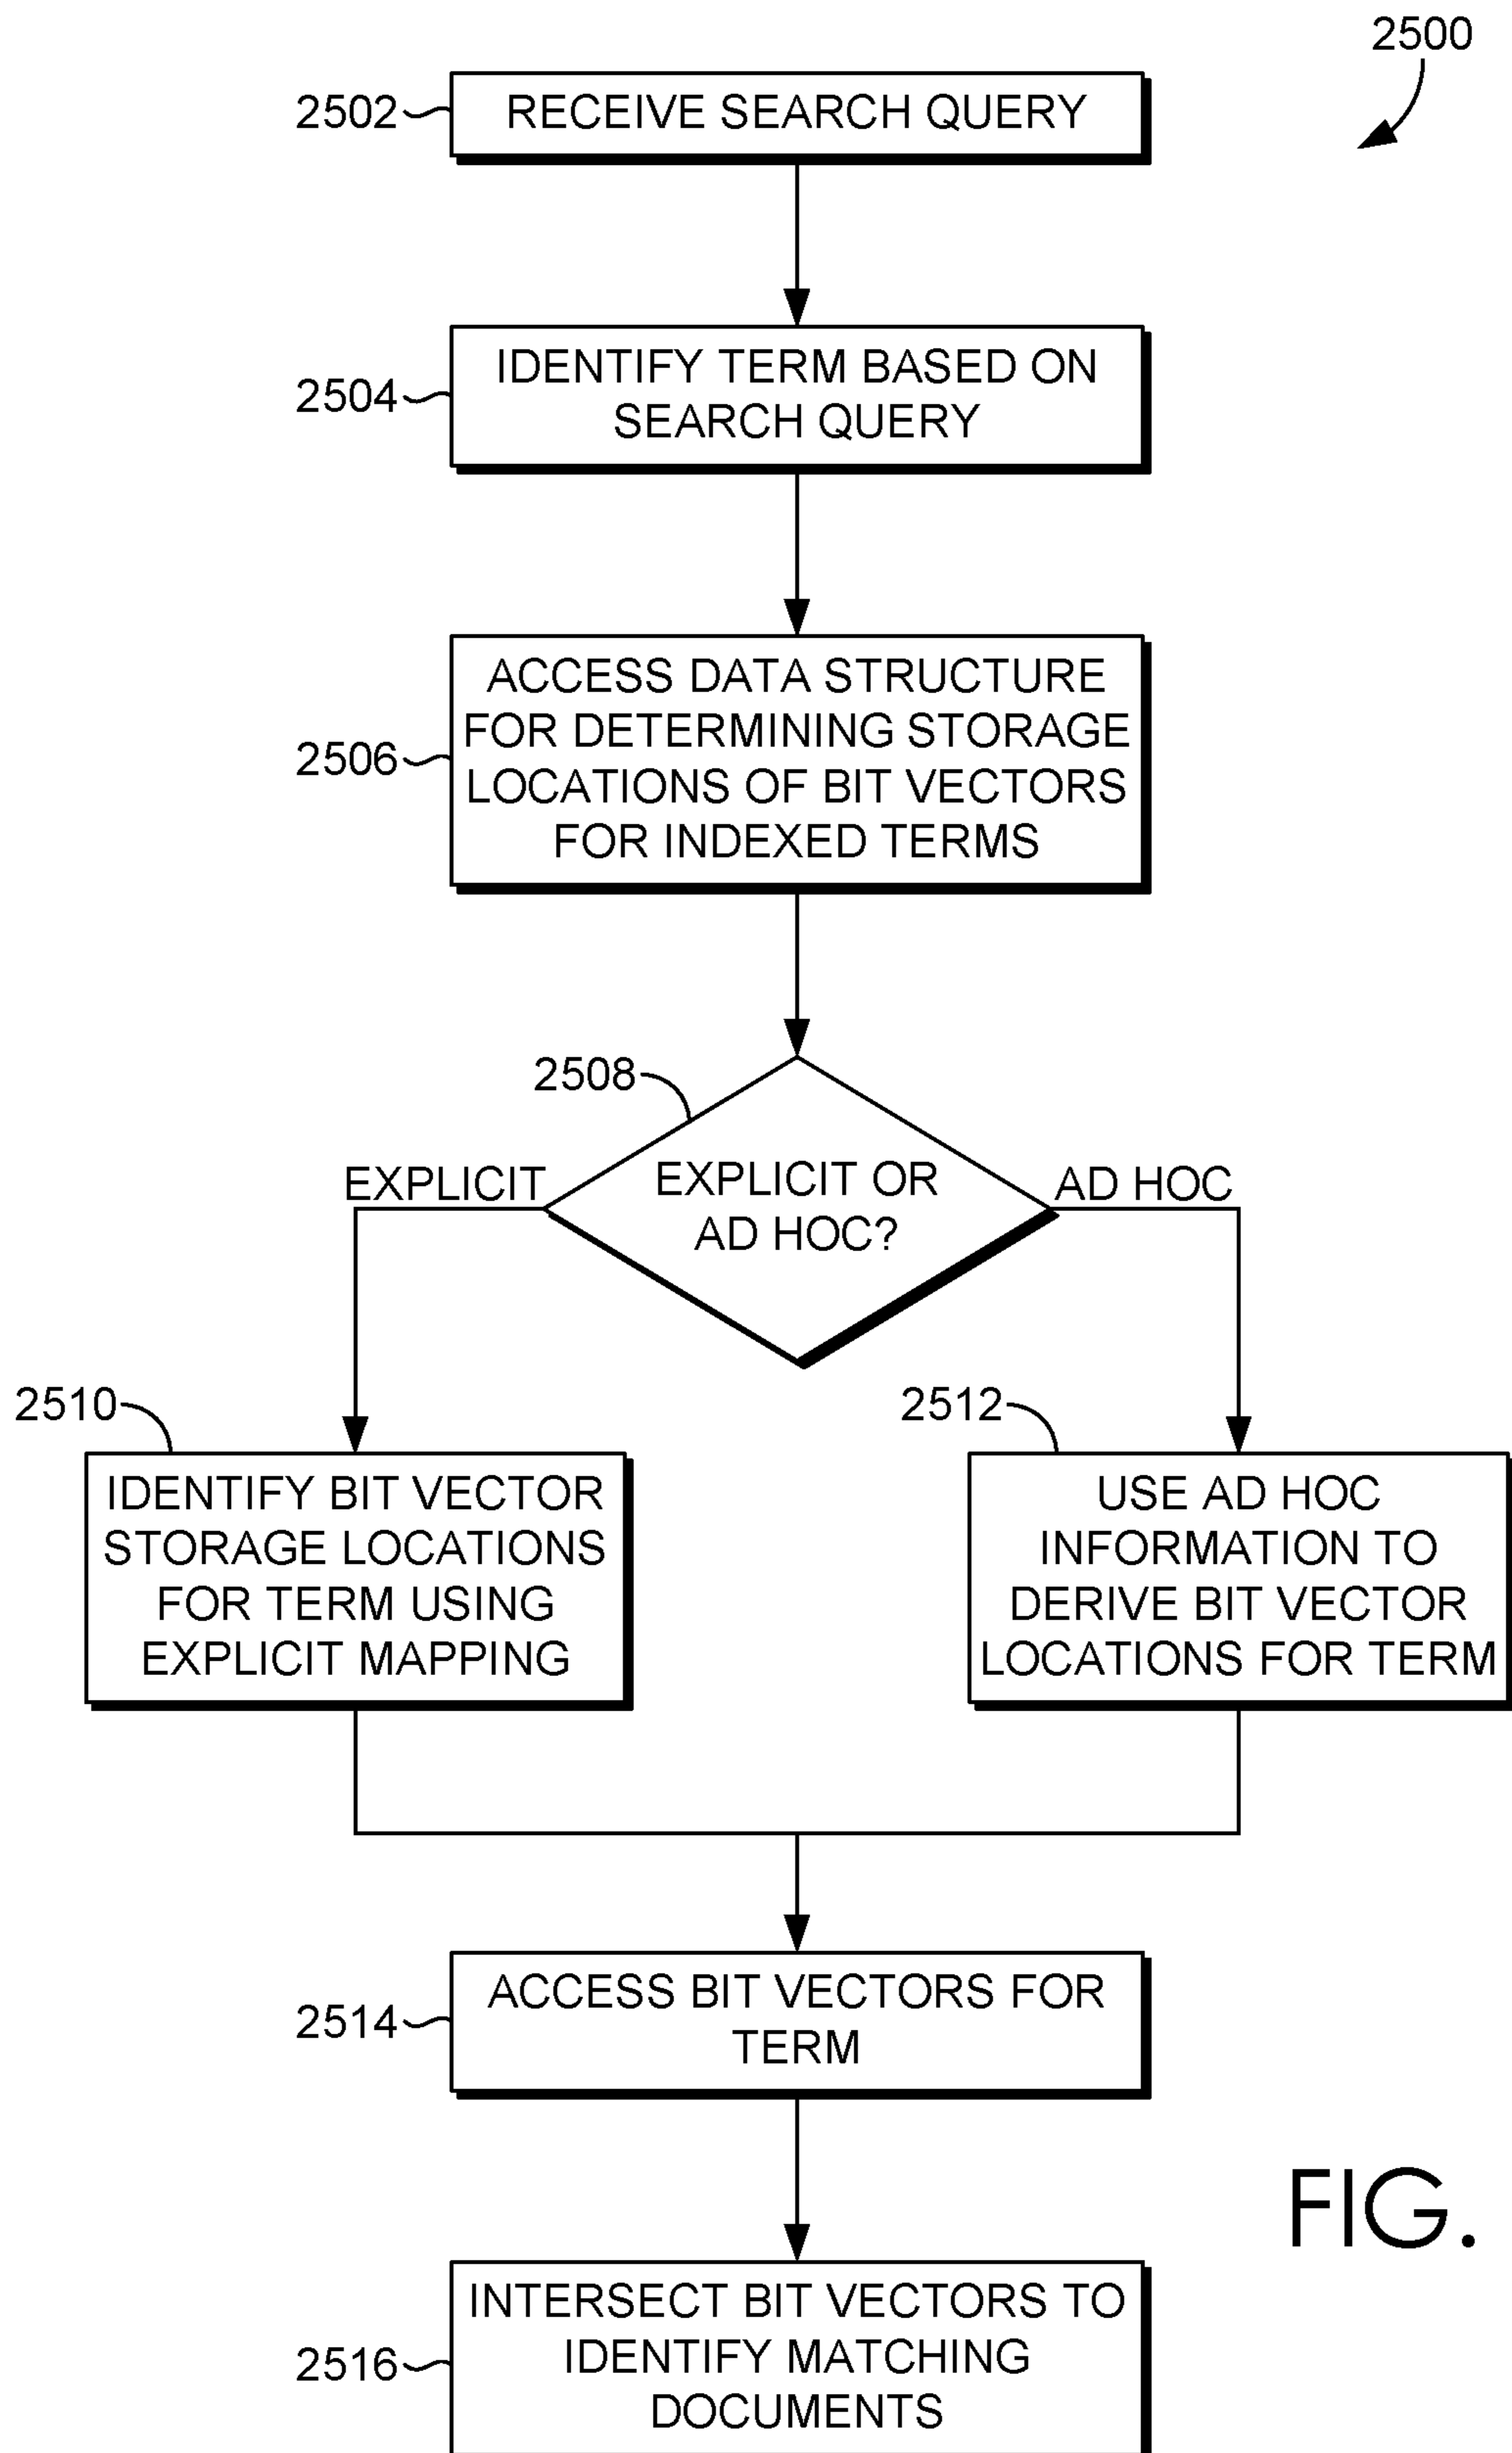 2500
2502
RECEIVE SEARCH QUERY
2504
IDENTIFY TERM BASED ON
SEARCH QUERY
2506
ACCESS DATA STRUCTURE
FOR DETERMINING STORAGE
LOCATIONS OF BIT VECTORS
FOR INDEXED TERMS
2508
EXPLICIT OR
AD HOC?
EXPLICIT
AD HOC
2510
IDENTIFY BIT VECTOR
STORAGE LOCATIONS
FOR TERM USING
EXPLICIT MAPPING
2512
USE AD HOC
INFORMATION TO
DERIVE BIT VECTOR
LOCATIONS FOR TERM
2514
ACCESS BIT VECTORS FOR
TERM
2516
INTERSECT BIT VECTORS TO
IDENTIFY MATCHING
DOCUMENTS
FIG.